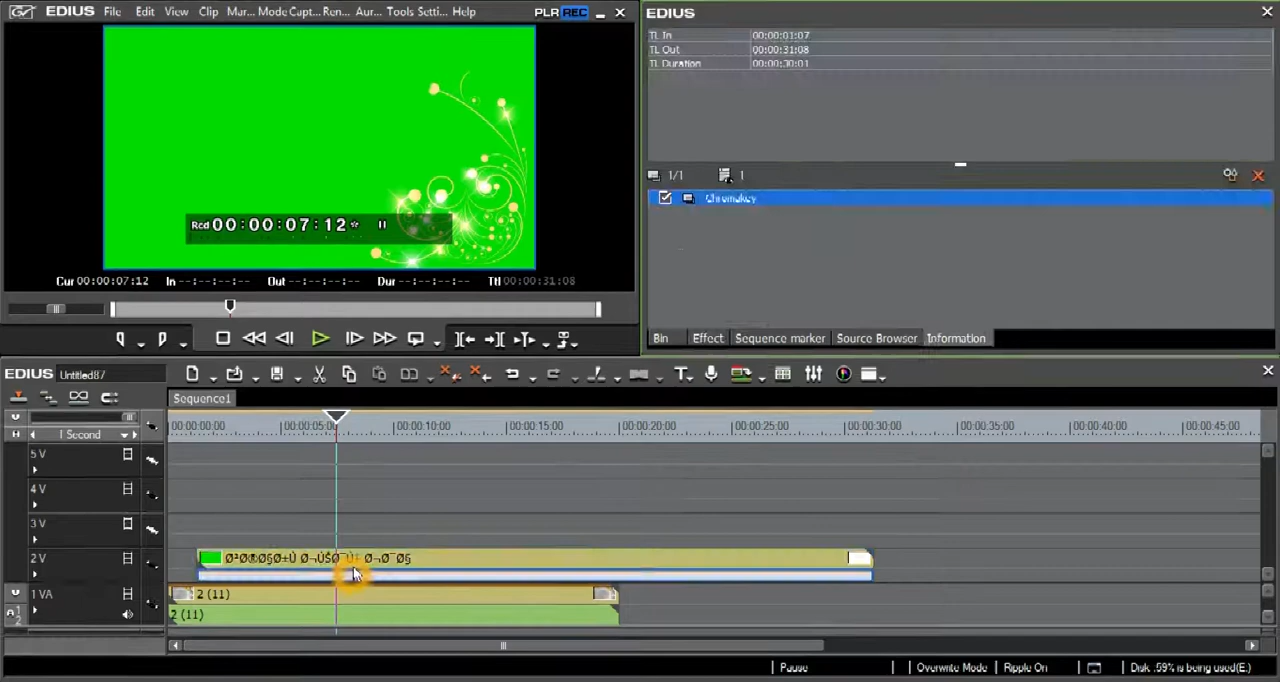 EDIUS File Edit View Clip Mar... Mode Capt... Ren... Aur... Tools Setti... Help PLR REC
Rcd 00:00:07:12
Cur 00:00:07:12 In --:--:--:-- Out --:--:--:-- Dur --:--:--:-- Ttl 00:00:31:08
EDIUS
TL In 00:00:01:07
TL Out 00:00:31:08
TL Duration 00:00:30:01
1/1 1
Chromakey
Bin Effect Sequence marker Source Browser Information
EDIUS Untitled87
Sequence1
1 Second 00:00:00:00 00:00:05:00 00:00:10:00 00:00:15:00 00:00:20:00 00:00:25:00 00:00:30:00 00:00:35:00 00:00:40:00 00:00:45:00
5 V
4 V
3 V
2 V
1 VA 2 (11)
A 1 2 2 (11)
Pause Overwrite Mode Ripple On Disk :59% is being used(E:)